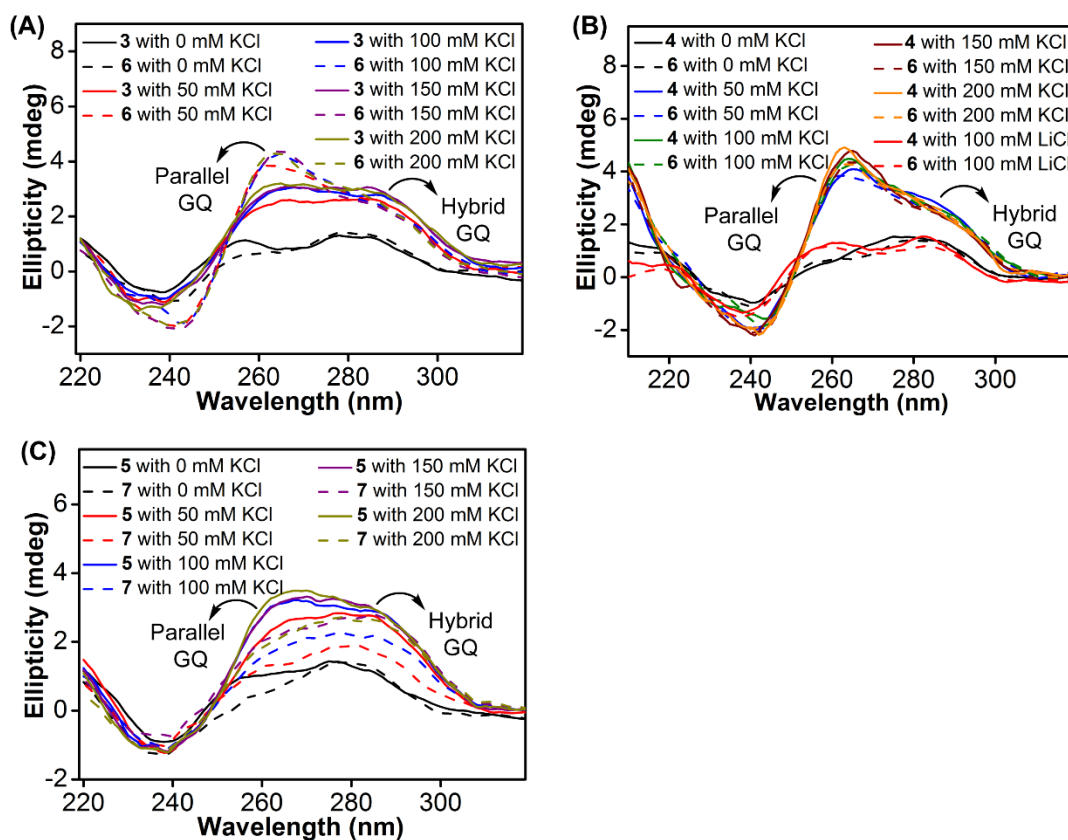 (A)
3 with 0 mM KCl
6 with 0 mM KCl
3 with 50 mM KCl
6 with 50 mM KCl
3 with 100 mM KCl
6 with 100 mM KCl
3 with 150 mM KCl
6 with 150 mM KCl
3 with 200 mM KCl
6 with 200 mM KCl
Parallel
GQ
Hybrid
GQ
Ellipticity (mdeg)
8
6
4
2
0
-2
220 240 260 280 300
Wavelength (nm)
(B)
4 with 0 mM KCl
6 with 0 mM KCl
4 with 50 mM KCl
6 with 50 mM KCl
4 with 100 mM KCl
6 with 100 mM KCl
4 with 150 mM KCl
6 with 150 mM KCl
4 with 200 mM KCl
6 with 200 mM KCl
4 with 100 mM LiCl
6 with 100 mM LiCl
Parallel
GQ
Hybrid
GQ
Ellipticity (mdeg)
8
6
4
2
0
-2
220 240 260 280 300
Wavelength (nm)
(C)
5 with 0 mM KCl
7 with 0 mM KCl
5 with 50 mM KCl
7 with 50 mM KCl
5 with 100 mM KCl
7 with 100 mM KCl
5 with 150 mM KCl
7 with 150 mM KCl
5 with 200 mM KCl
7 with 200 mM KCl
Parallel
GQ
Hybrid
GQ
Ellipticity (mdeg)
6
4
2
0
-2
220 240 260 280 300
Wavelength (nm)